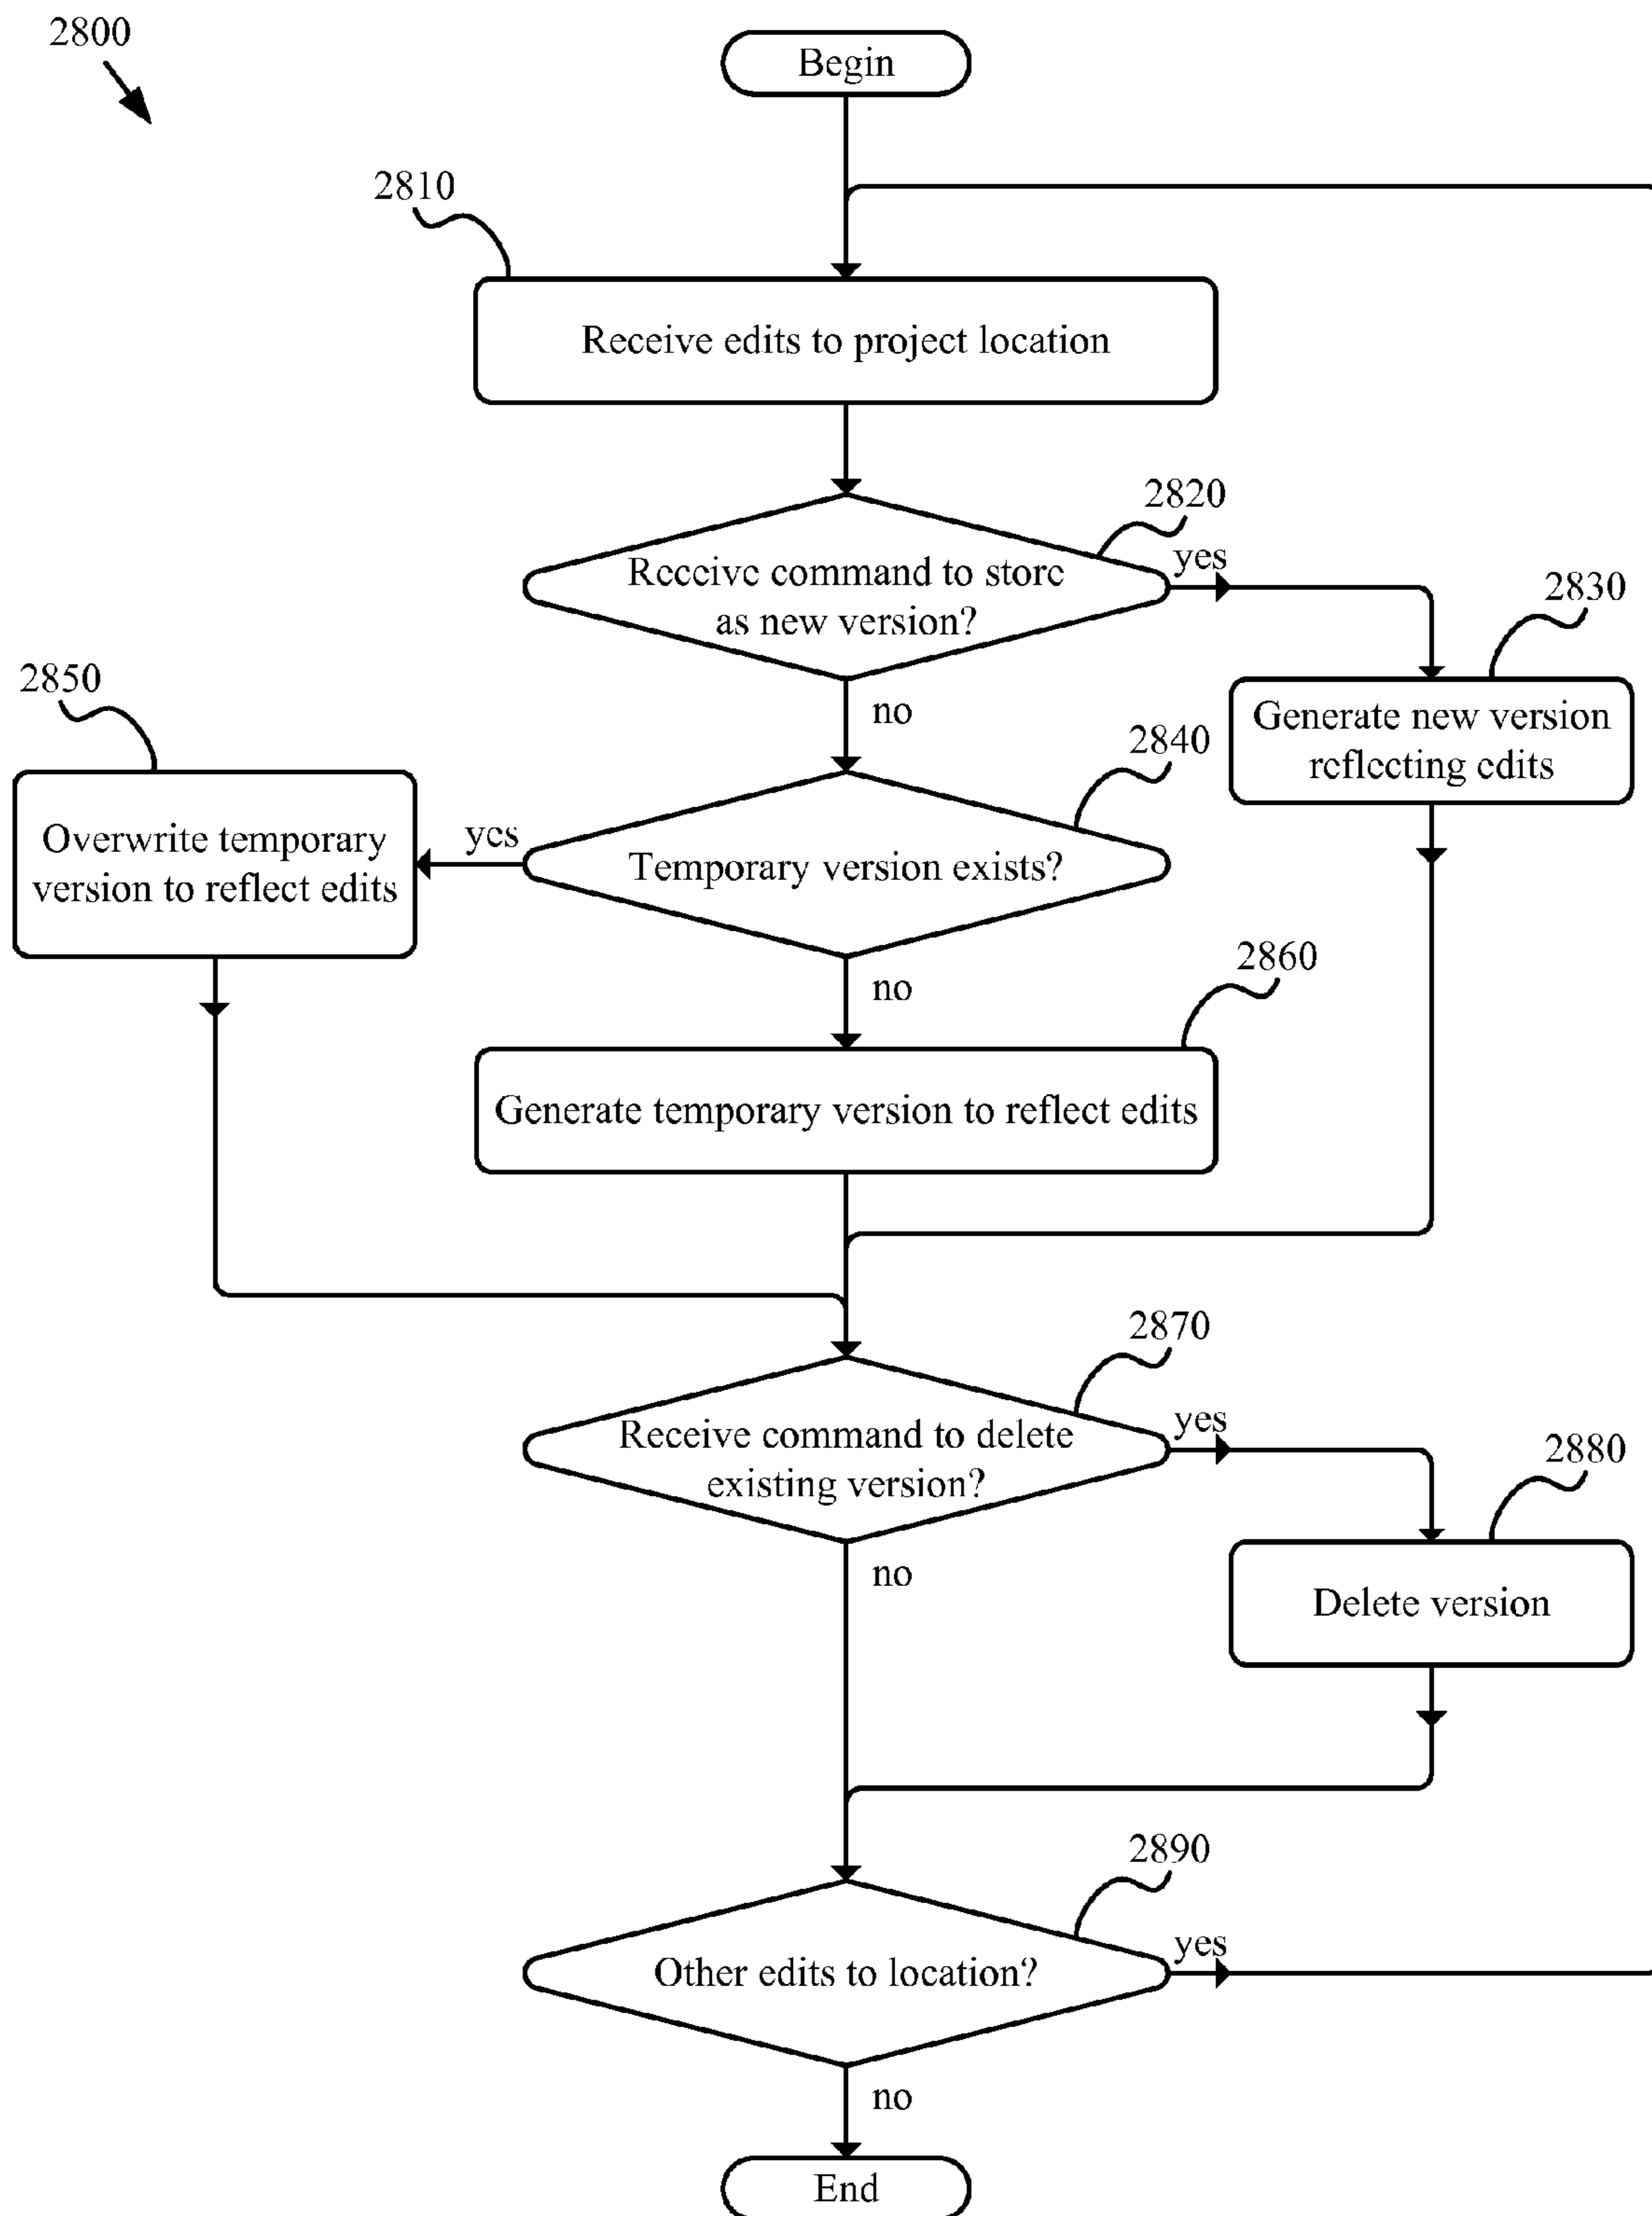 2800
Begin
2810
Receive edits to project location
2820
Receive command to store
as new version?
yes
2830
Generate new version
reflecting edits
no
2840
2850
Temporary version exists?
yes
Overwrite temporary
version to reflect edits
no
2860
Generate temporary version to reflect edits
2870
Receive command to delete
existing version?
yes
2880
Delete version
no
2890
Other edits to location?
yes
no
End